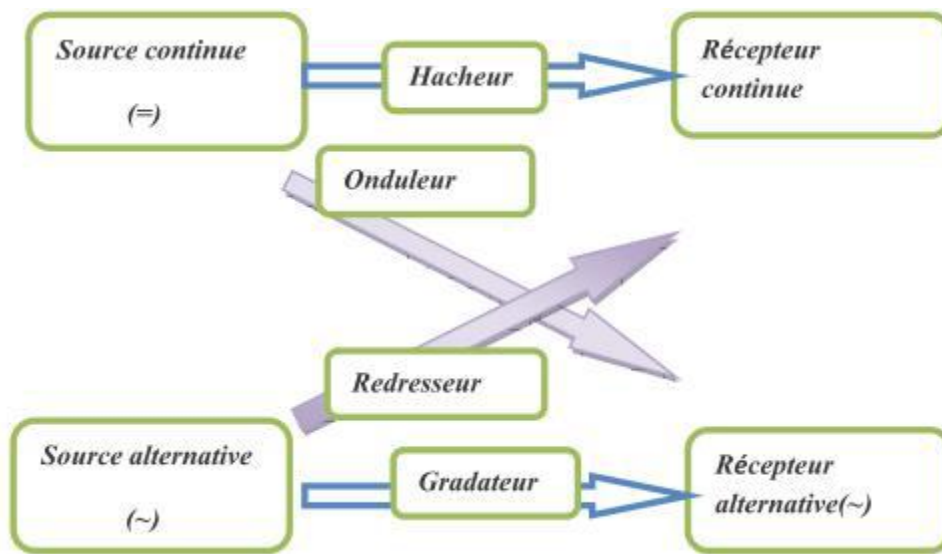 Source continue
(=)
Hacheur
Récepteur
continue
Onduleur
Redresseur
Source alternative
(~)
Gradateur
Récepteur
alternative(~)